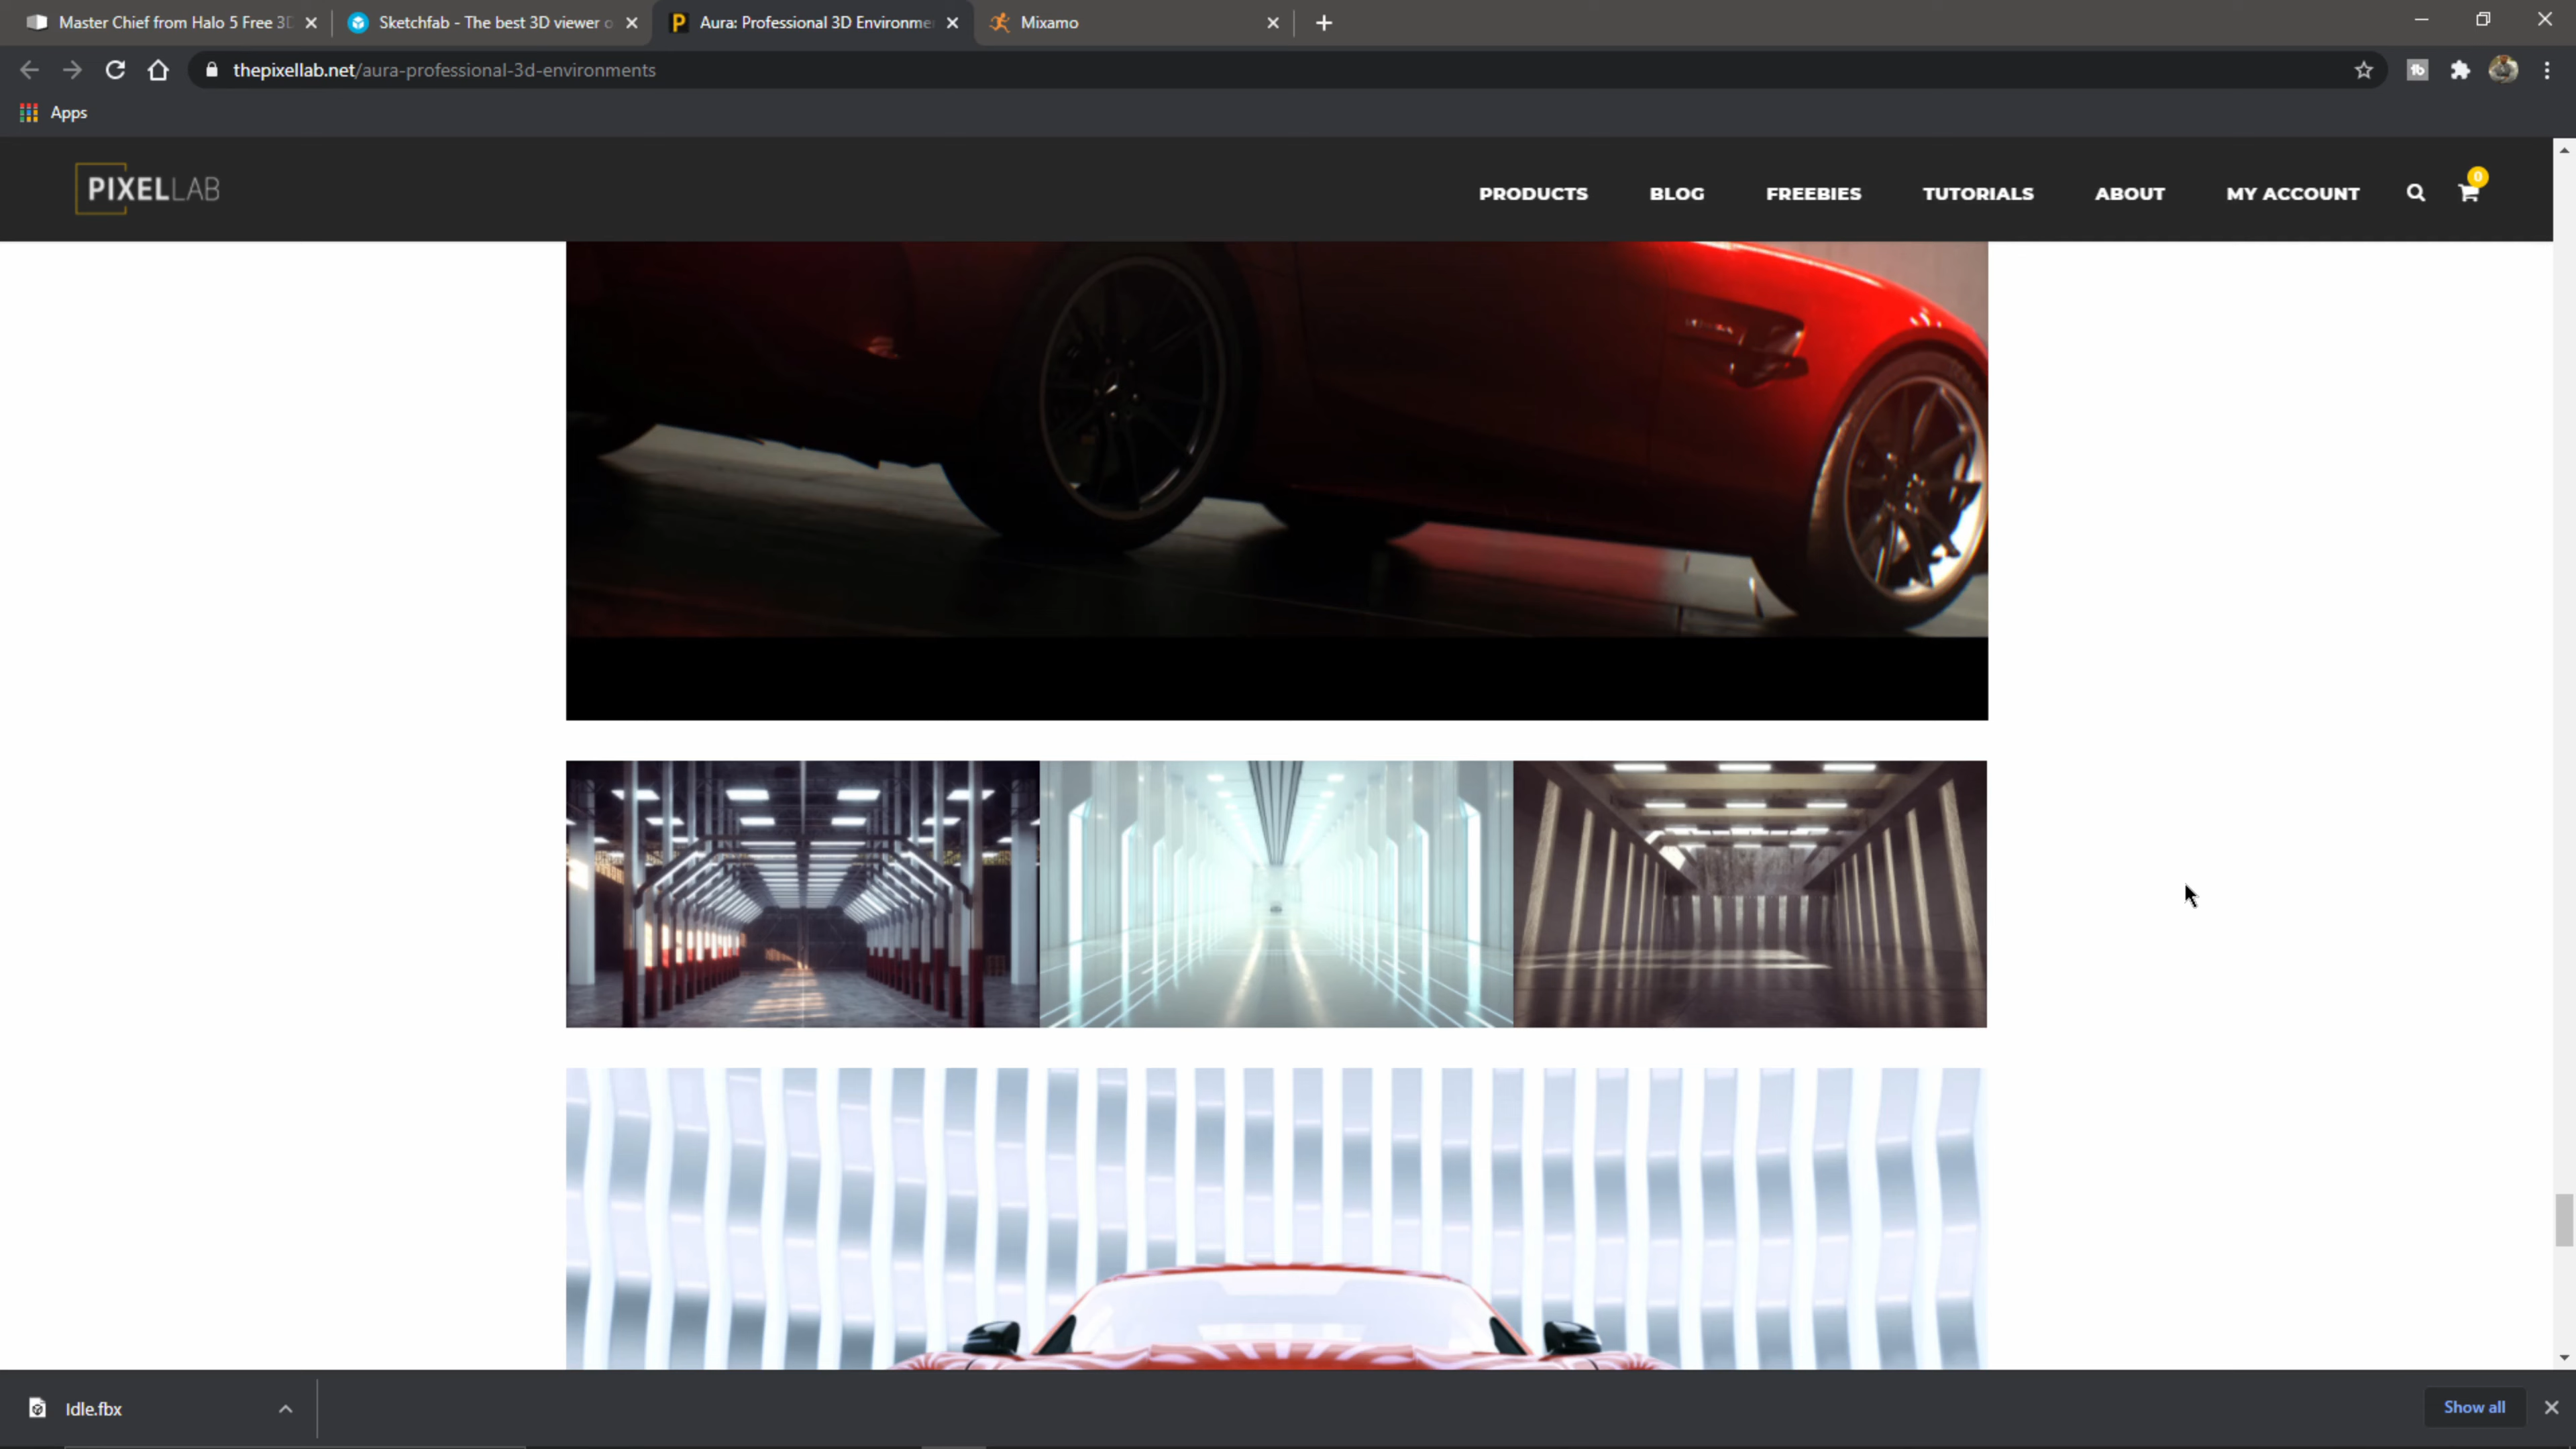 Master Chief from Halo 5 Free 3D
Sketchfab - The best 3D viewer o
Aura: Professional 3D Environme
Mixamo
thepixellab.net/aura-professional-3d-environments
Apps
PIXELLAB
PRODUCTS
BLOG
FREEBIES
TUTORIALS
ABOUT
MY ACCOUNT
0
Idle.fbx
Show all